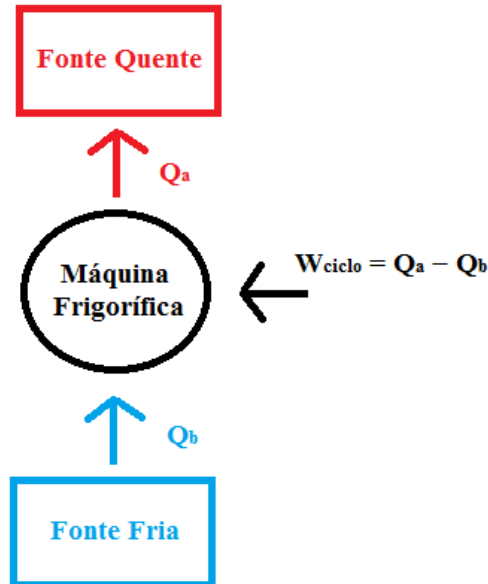 Fonte Quente
Qa
Máquina
Frigorífica
Wciclo = Qa − Qb
Qb
Fonte Fria